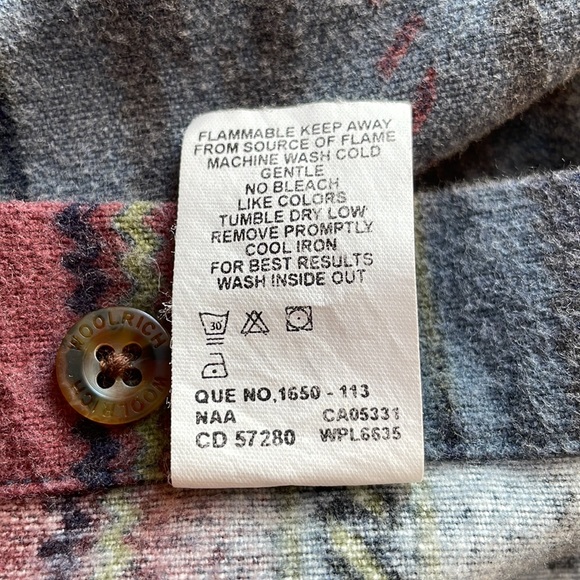 FLAMMABLE KEEP AWAY
FROM SOURCE OF FLAME
MACHINE WASH COLD
GENTLE
NO BLEACH
LIKE COLORS
TUMBLE DRY LOW
REMOVE PROMPTLY
COOL IRON
FOR BEST RESULTS
WASH INSIDE OUT
30
QUE NO.1650 - 113
NAA CA05331
CD 57280 WPL6635
WOOLRICH
WOOLRICH